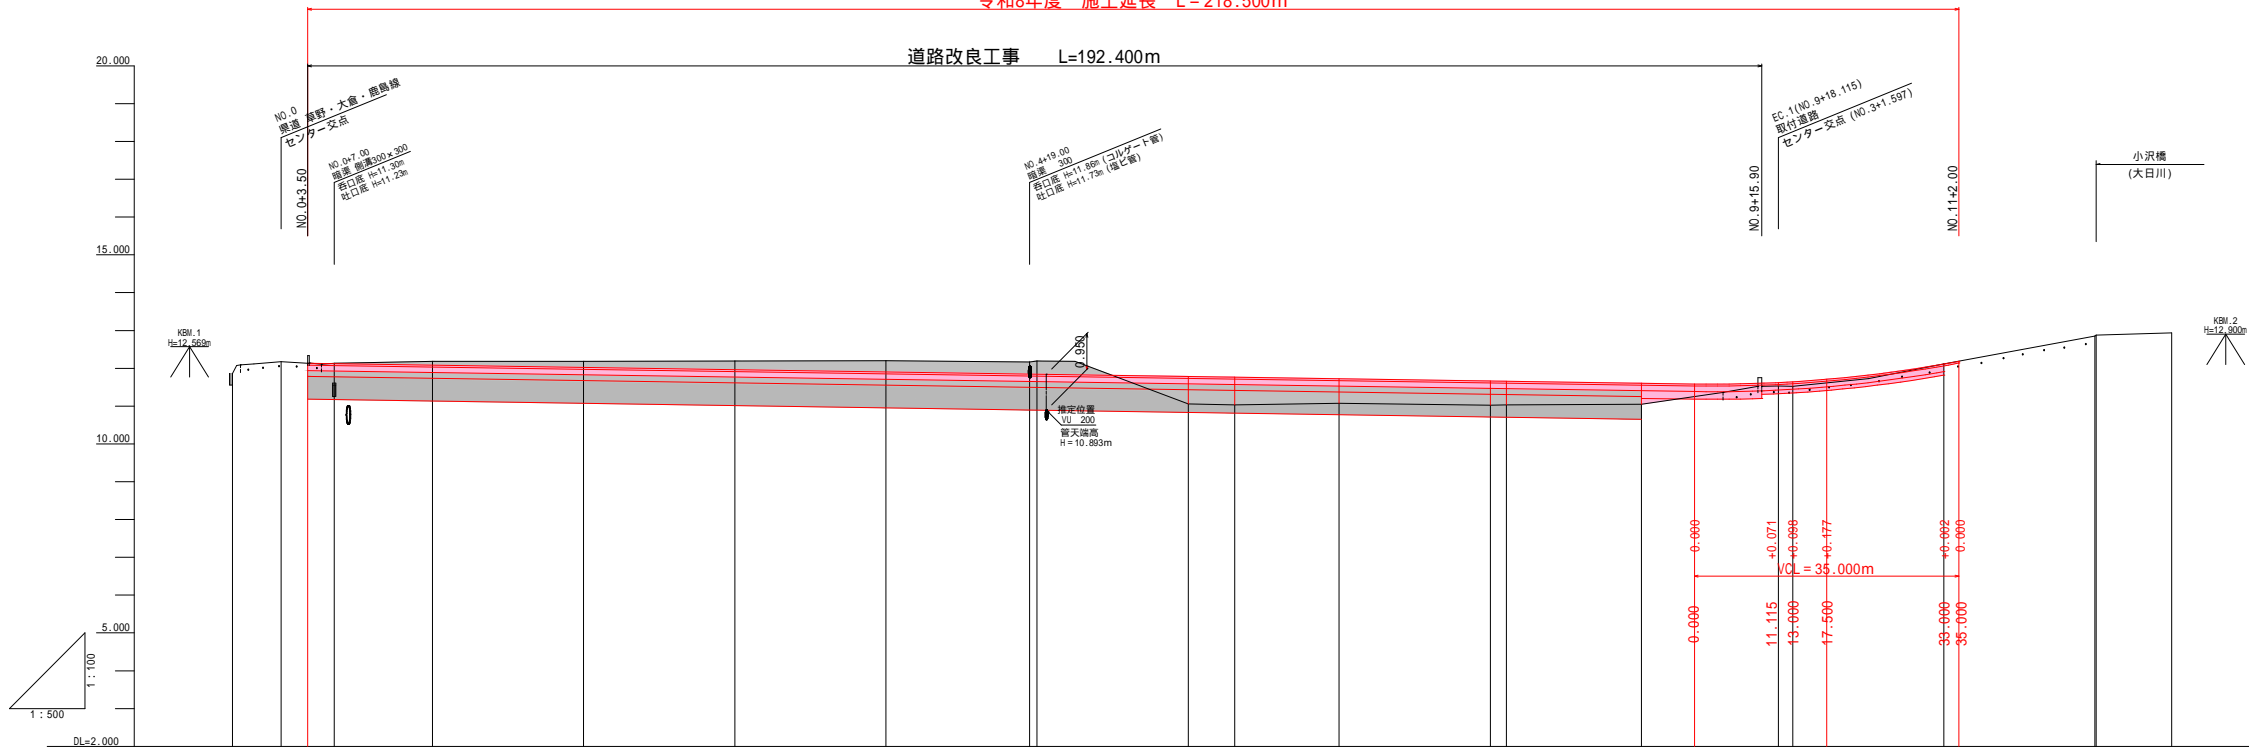 令和8年度　施工延長　L=218.500m
道路改良工事　　L=192.400m
20.000
15.000
10.000
5.000
DL=2.000
1：100
1：500
NO.0
県道 草野・大倉・鹿島線
センター交点
NO.0+3.50
NO.0+7.00
暗渠 側溝300×300
呑口底 H=11.30m
吐口底 H=11.23m
NO.4+19.00
暗渠　300
呑口底 H=11.86m (コルゲート管)
吐口底 H=11.73m (塩ビ管)
EC.1(NO.9+18.115)
取付道路
センター交点 (NO.3+1.597)
NO.9+15.90
NO.11+2.00
小沢橋
(大日川)
KBM.1
H=12.569m
KBM.2
H=12.900m
0.950
推定位置
VU　200
管天端高
H=10.893m
0.000
+0.071
+0.098
+0.177
+0.002
0.000
VCL=35.000m
0.000
11.115
13.000
17.500
33.000
35.000